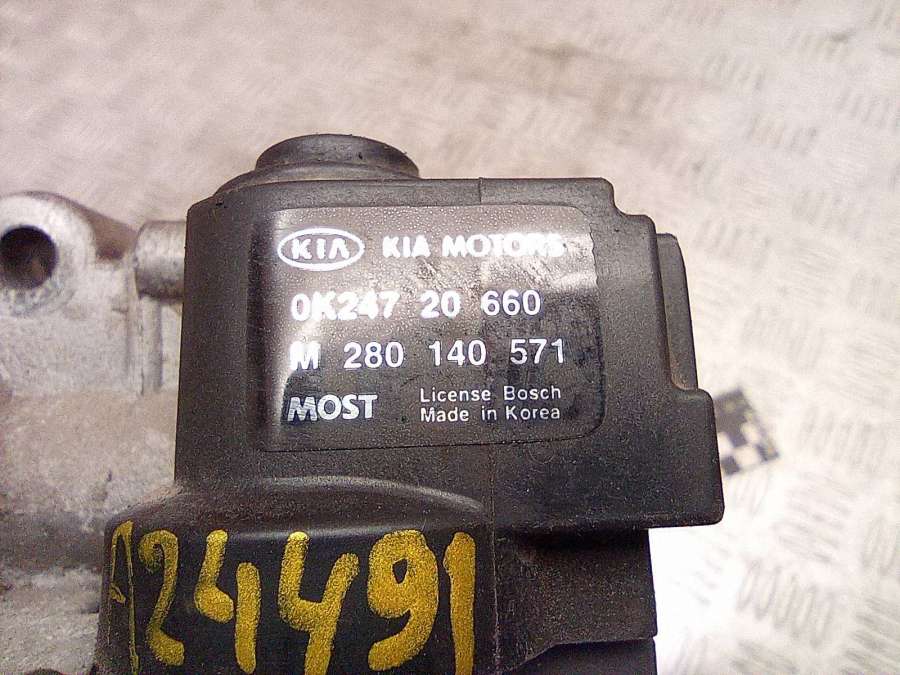 KIA KIA MOTORS
0K247 20 660
M 280 140 571
MOST License Bosch
Made in Korea
24491